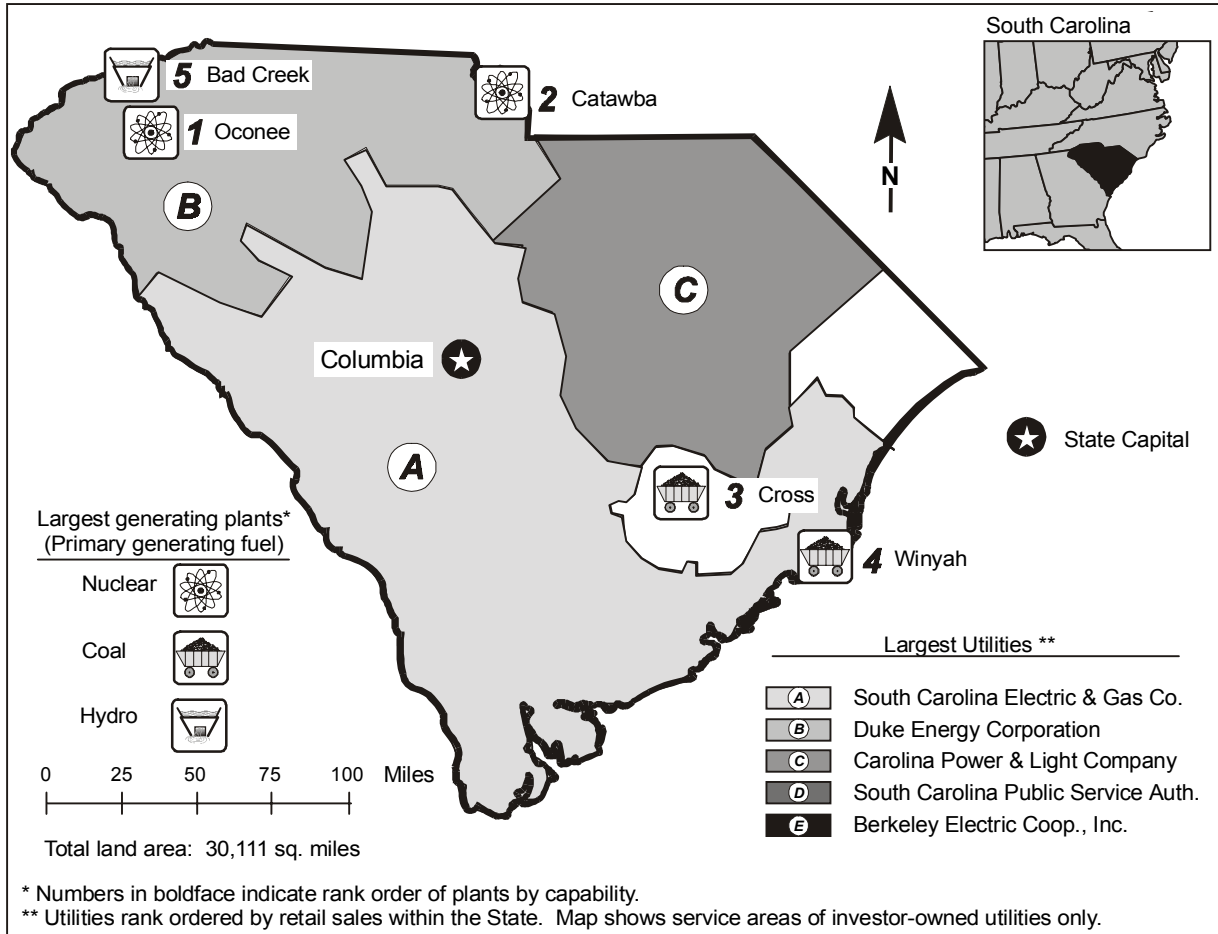 South Carolina
5 Bad Creek
2 Catawba
1 Oconee
N
B
C
Columbia
State Capital
A
3 Cross
4 Winyah
Largest generating plants*
(Primary generating fuel)
Nuclear
Coal
Hydro
0 25 50 75 100 Miles
Total land area: 30,111 sq. miles
Largest Utilities **
A South Carolina Electric & Gas Co.
B Duke Energy Corporation
C Carolina Power & Light Company
D South Carolina Public Service Auth.
E Berkeley Electric Coop., Inc.
* Numbers in boldface indicate rank order of plants by capability.
** Utilities rank ordered by retail sales within the State. Map shows service areas of investor-owned utilities only.